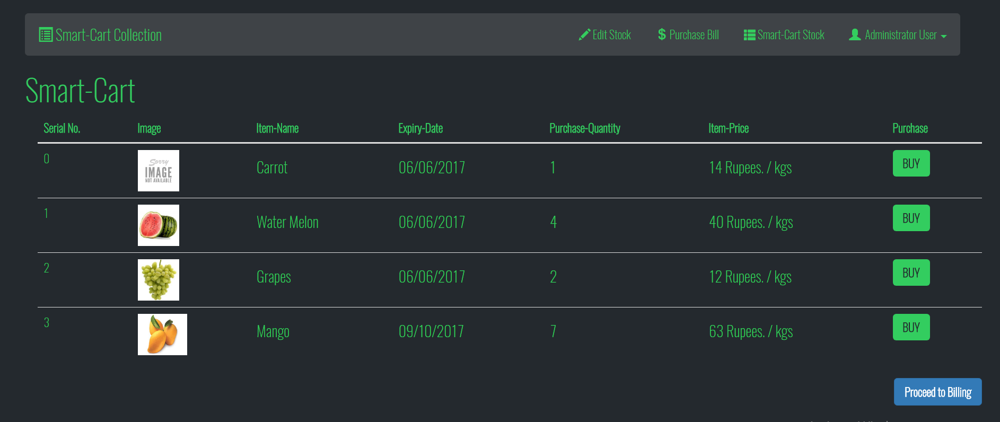 Smart-Cart Collection Edit Stock Purchase Bill Smart-Cart Stock Administrator User
Smart-Cart
Serial No. Image Item-Name Expiry-Date Purchase-Quantity Item-Price Purchase
0 Sorry IMAGE NOT AVAILABLE Carrot 06/06/2017 1 14 Rupees. / kgs BUY
1 Water Melon 06/06/2017 4 40 Rupees. / kgs BUY
2 Grapes 06/06/2017 2 12 Rupees. / kgs BUY
3 Mango 09/10/2017 7 63 Rupees. / kgs BUY
Proceed to Billing